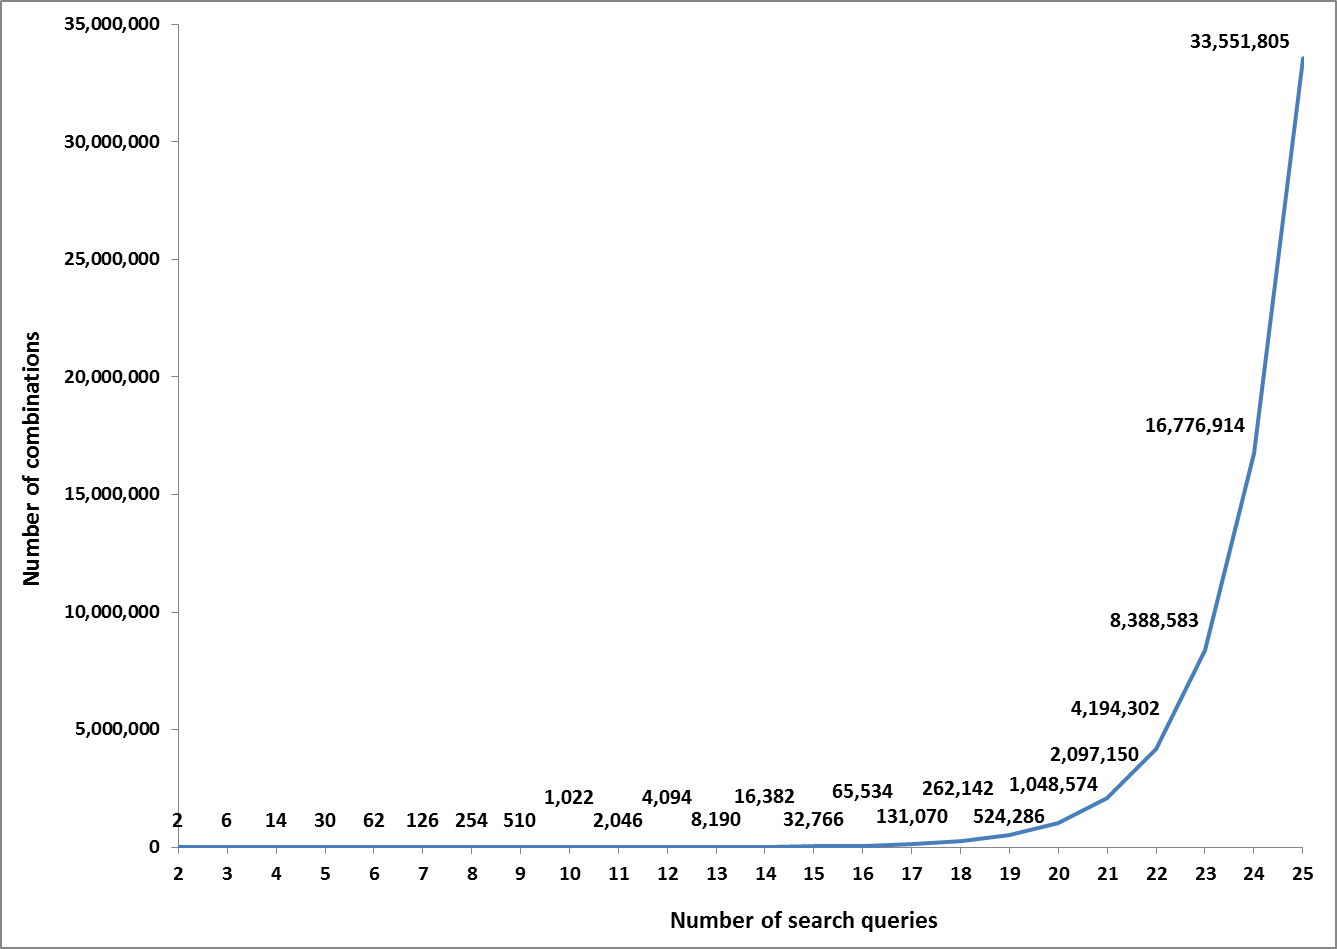 35,000,000
33,551,805
30,000,000
25,000,000
20,000,000
16,776,914
15,000,000
10,000,000
8,388,583
5,000,000
4,194,302
2,097,150
1,048,574
1,022 4,094 16,382 65,534 262,142
2 6 14 30 62 126 254 510 2,046 8,190 32,766 131,070 524,286
0
2 3 4 5 6 7 8 9 10 11 12 13 14 15 16 17 18 19 20 21 22 23 24 25
Number of combinations
Number of search queries